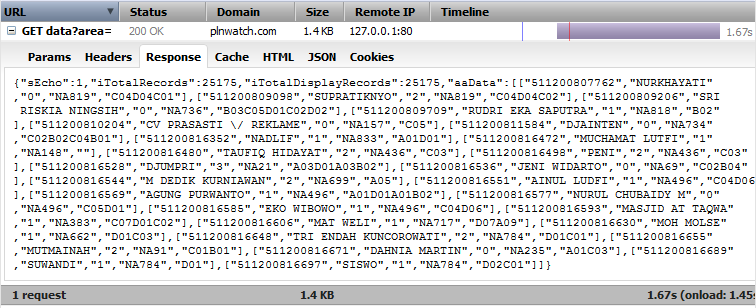 URL Status Domain Size Remote IP Timeline
GET data?area= 200 OK plnwatch.com 1.4 KB 127.0.0.1:80 1.67s
Params Headers Response Cache HTML JSON Cookies
{"sEcho":1,"iTotalRecords":25175,"iTotalDisplayRecords":25175,"aaData":[["511200807762","NURKHAYATI"
,"0","NA819","C04D04C01"],["511200809098","SUPRATIKNYO","2","NA819","C04D04C02"],["511200809206","SRI
RISKIA NINGSIH","0","NA736","B03C05D01C02D02"],["511200809709","RUDRI EKA SAPUTRA","1","NA818","B02"
],["511200810204","CV PRASASTI \/ REKLAME","0","NA157","C05"],["511200811584","DJAINTEN","0","NA734"
,"C02B02C04B01"],["511200816352","NADLIF","1","NA833","A01D01"],["511200816472","MUCHAMAT LUTFI","1"
,"NA148",""],["511200816480","TAUFIQ HIDAYAT","2","NA436","C03"],["511200816498","PENI","2","NA436","C03"
],["511200816528","DJUMPRI","3","NA21","A03D01A03B02"],["511200816536","JENI WIDARTO","0","NA69","C02B04"
],["511200816544","M DEDIK KURNIAWAN","2","NA699","A05"],["511200816551","AINUL LUDFI","1","NA496","C04D06
"],["511200816569","AGUNG PURWANTO","1","NA496","A01D01A01B02"],["511200816577","NURUL CHUBAIDY M","0"
,"NA496","C05D01"],["511200816585","EKO WIBOWO","1","NA496","C04D06"],["511200816593","MASJID AT TAQWA"
,"1","NA383","C07D01C02"],["511200816606","MAT WELI","1","NA717","D07A09"],["511200816630","MOH MOLSE"
,"1","NA662","D01C03"],["511200816648","TRI ENDAH KUNCOROWATI","2","NA784","D01C01"],["511200816655"
,"MUTMAINAH","2","NA91","C01B01"],["511200816671","DAHNIA MARTIN","0","NA235","A01C03"],["511200816689"
,"SUWANDI","1","NA784","D01"],["511200816697","SISWO","1","NA784","D02C01"]]}
1 request 1.4 KB 1.67s (onload: 1.45s